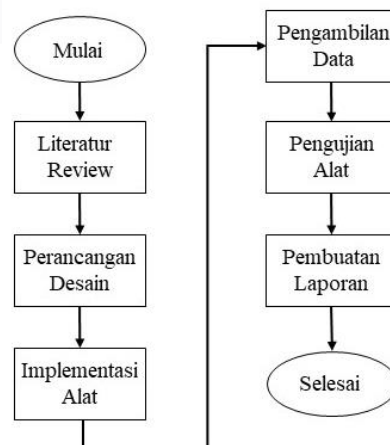 Mulai
Literatur
Review
Perancangan
Desain
Implementasi
Alat
Pengambilan
Data
Pengujian
Alat
Pembuatan
Laporan
Selesai